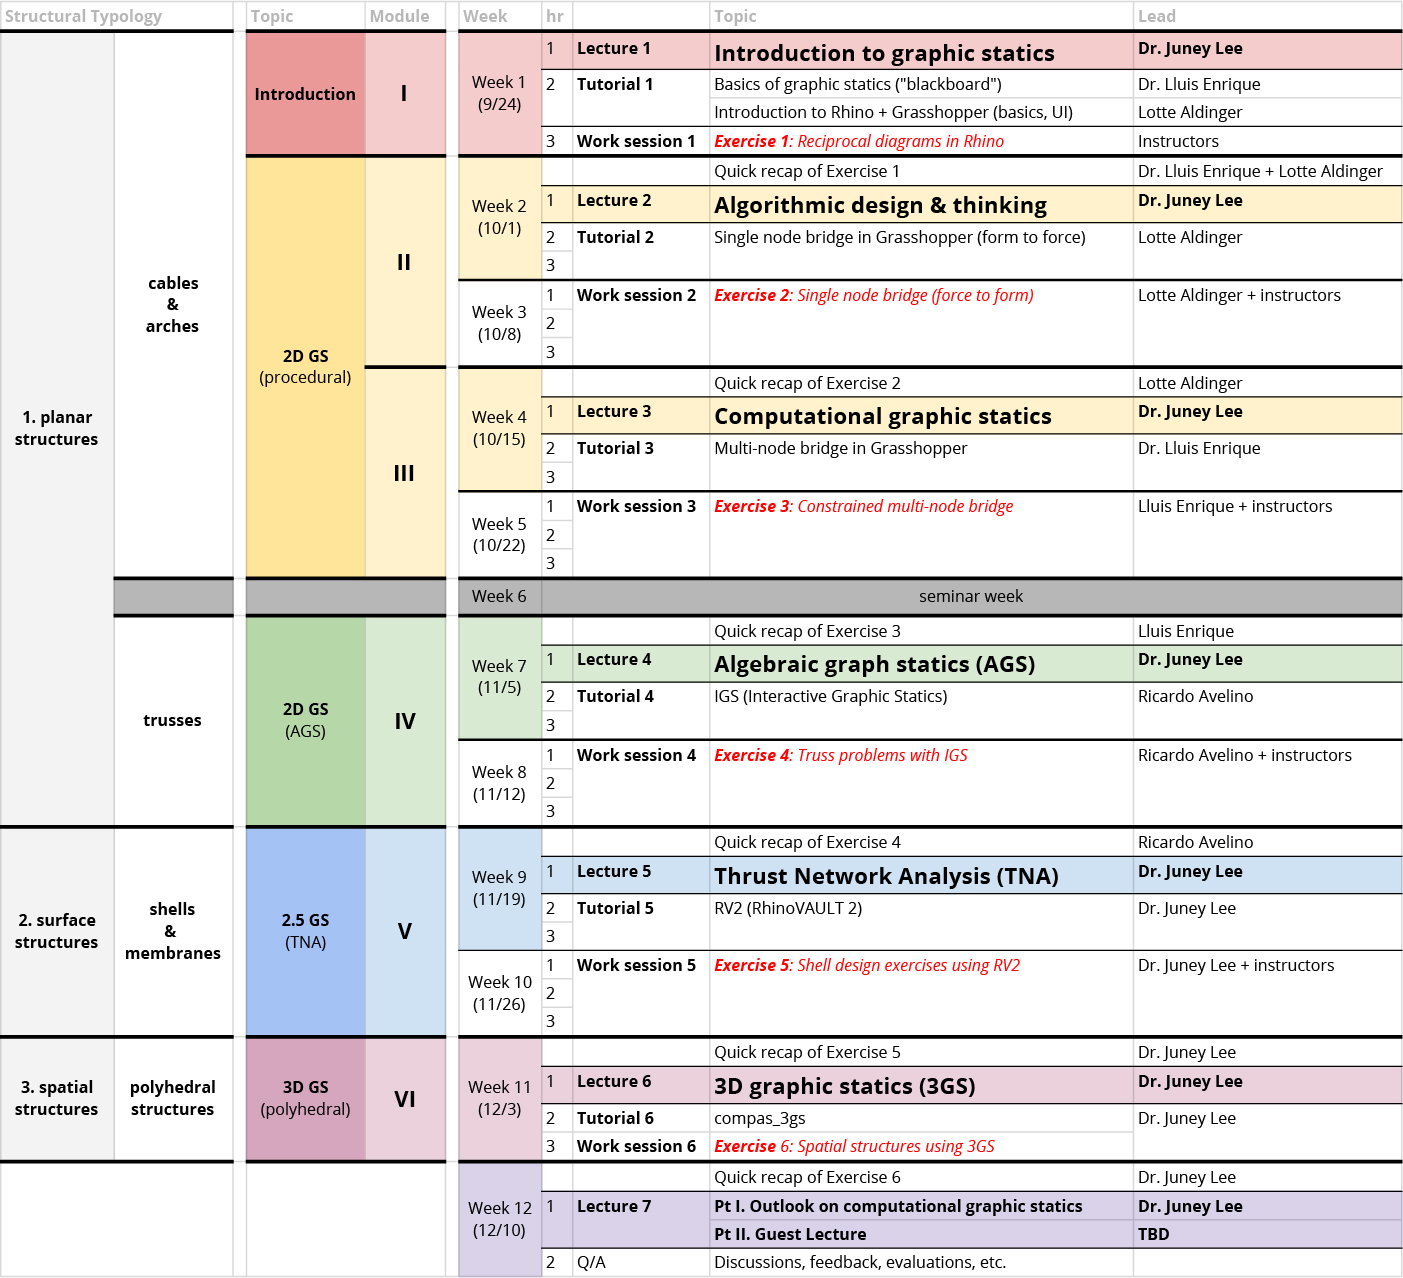 Structural Typology Topic Module Week hr Topic Lead
1. planar
structures
cables
&
arches
Introduction I
Week 1
(9/24)
1 Lecture 1 Introduction to graphic statics Dr. Juney Lee
2 Tutorial 1 Basics of graphic statics ("blackboard") Dr. Lluis Enrique
Introduction to Rhino + Grasshopper (basics, UI) Lotte Aldinger
3 Work session 1 Exercise 1: Reciprocal diagrams in Rhino Instructors
2D GS
(procedural)
II
Week 2
(10/1)
Quick recap of Exercise 1 Dr. Lluis Enrique + Lotte Aldinger
1 Lecture 2 Algorithmic design & thinking Dr. Juney Lee
2 Tutorial 2 Single node bridge in Grasshopper (form to force) Lotte Aldinger
3
Week 3
(10/8)
1 Work session 2 Exercise 2: Single node bridge (force to form) Lotte Aldinger + instructors
2
3
III
Week 4
(10/15)
Quick recap of Exercise 2 Lotte Aldinger
1 Lecture 3 Computational graphic statics Dr. Juney Lee
2 Tutorial 3 Multi-node bridge in Grasshopper Dr. Lluis Enrique
3
Week 5
(10/22)
1 Work session 3 Exercise 3: Constrained multi-node bridge Lluis Enrique + instructors
2
3
Week 6 seminar week
trusses
2D GS
(AGS)
IV
Week 7
(11/5)
Quick recap of Exercise 3 Lluis Enrique
1 Lecture 4 Algebraic graph statics (AGS) Dr. Juney Lee
2 Tutorial 4 IGS (Interactive Graphic Statics) Ricardo Avelino
3
Week 8
(11/12)
1 Work session 4 Exercise 4: Truss problems with IGS Ricardo Avelino + instructors
2
3
2. surface
structures
shells
&
membranes
2.5 GS
(TNA)
V
Week 9
(11/19)
Quick recap of Exercise 4 Ricardo Avelino
1 Lecture 5 Thrust Network Analysis (TNA) Dr. Juney Lee
2 Tutorial 5 RV2 (RhinoVAULT 2) Dr. Juney Lee
3
Week 10
(11/26)
1 Work session 5 Exercise 5: Shell design exercises using RV2 Dr. Juney Lee + instructors
2
3
3. spatial
structures
polyhedral
structures
3D GS
(polyhedral)
VI
Week 11
(12/3)
Quick recap of Exercise 5 Dr. Juney Lee
1 Lecture 6 3D graphic statics (3GS) Dr. Juney Lee
2 Tutorial 6 compas_3gs Dr. Juney Lee
3 Work session 6 Exercise 6: Spatial structures using 3GS
Week 12
(12/10)
Quick recap of Exercise 6 Dr. Juney Lee
1 Lecture 7 Pt I. Outlook on computational graphic statics Dr. Juney Lee
Pt II. Guest Lecture TBD
2 Q/A Discussions, feedback, evaluations, etc.